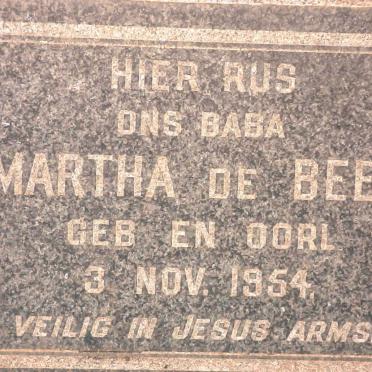 HIER RUS
ONS BABA
MARTHA DE BEE
GEB EN OORL
3 NOV. 1954.
VEILIG IN JESUS ARMS